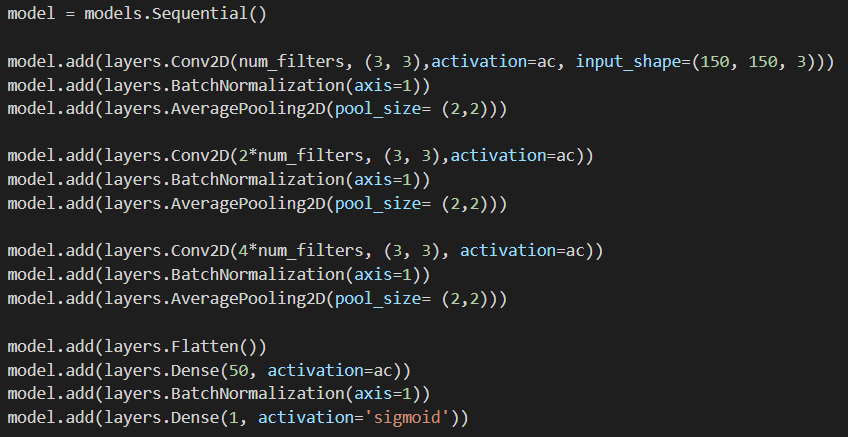 model = models.Sequential()
model.add(layers.Conv2D(num_filters, (3, 3),activation=ac, input_shape=(150, 150, 3)))
model.add(layers.BatchNormalization(axis=1))
model.add(layers.AveragePooling2D(pool_size= (2,2)))
model.add(layers.Conv2D(2*num_filters, (3, 3),activation=ac))
model.add(layers.BatchNormalization(axis=1))
model.add(layers.AveragePooling2D(pool_size= (2,2)))
model.add(layers.Conv2D(4*num_filters, (3, 3), activation=ac))
model.add(layers.BatchNormalization(axis=1))
model.add(layers.AveragePooling2D(pool_size= (2,2)))
model.add(layers.Flatten())
model.add(layers.Dense(50, activation=ac))
model.add(layers.BatchNormalization(axis=1))
model.add(layers.Dense(1, activation='sigmoid'))